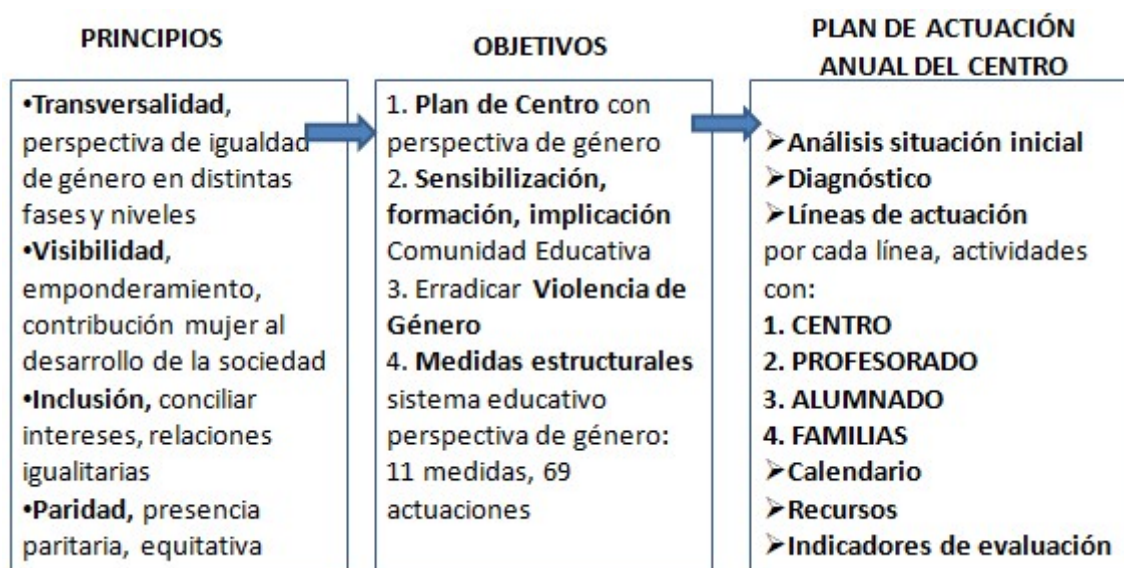 PRINCIPIOS
•Transversalidad,
perspectiva de igualdad
de género en distintas
fases y niveles
•Visibilidad,
emponderamiento,
contribución mujer al
desarrollo de la sociedad
•Inclusión, conciliar
intereses, relaciones
igualitarias
•Paridad, presencia
paritaria, equitativa
OBJETIVOS
1. Plan de Centro con
perspectiva de género
2. Sensibilización,
formación, implicación
Comunidad Educativa
3. Erradicar Violencia de
Género
4. Medidas estructurales
sistema educativo
perspectiva de género:
11 medidas, 69
actuaciones
PLAN DE ACTUACIÓN
ANUAL DEL CENTRO
➢Análisis situación inicial
➢Diagnóstico
➢Líneas de actuación
por cada línea, actividades
con:
1. CENTRO
2. PROFESORADO
3. ALUMNADO
4. FAMILIAS
➢Calendario
➢Recursos
➢Indicadores de evaluación